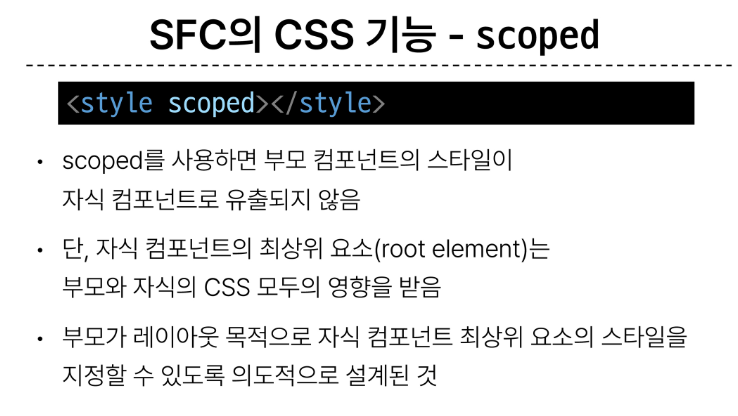 SFC의 CSS 기능 - scoped
<style scoped></style>
• scoped를 사용하면 부모 컴포넌트의 스타일이
자식 컴포넌트로 유출되지 않음
• 단, 자식 컴포넌트의 최상위 요소(root element)는
부모와 자식의 CSS 모두의 영향을 받음
• 부모가 레이아웃 목적으로 자식 컴포넌트 최상위 요소의 스타일을
지정할 수 있도록 의도적으로 설계된 것